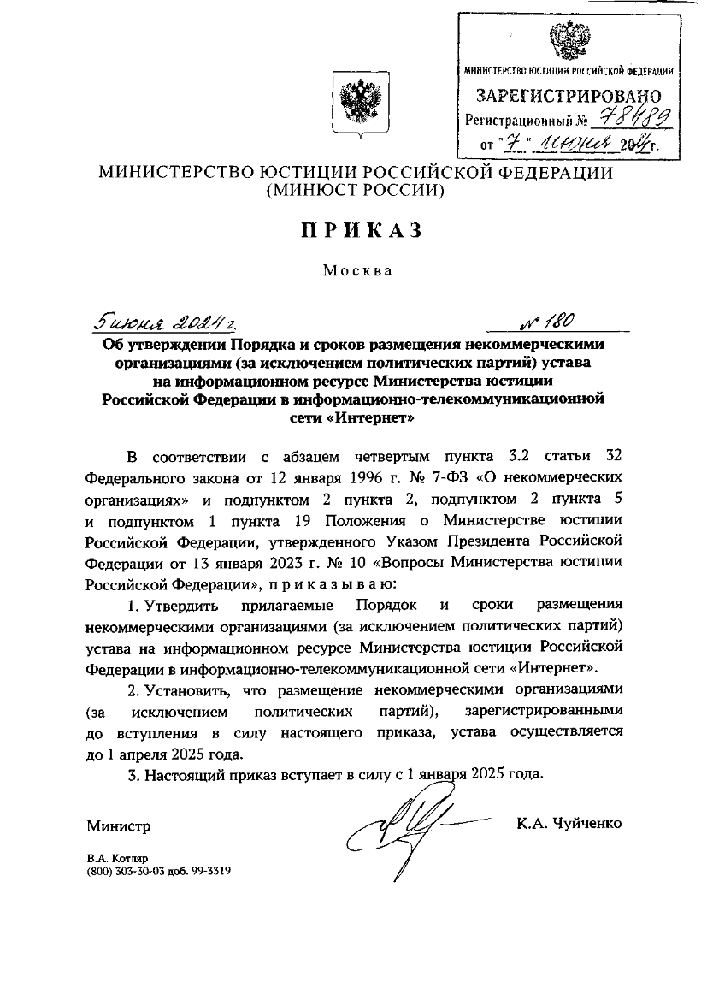 МИНИСТЕРСТВО ЮСТИЦИИ РОССИЙСКОЙ ФЕДЕРАЦИИ
ЗАРЕГИСТРИРОВАНО
Регистрационный № 78489
от "7" июня 2024г.
МИНИСТЕРСТВО ЮСТИЦИИ РОССИЙСКОЙ ФЕДЕРАЦИИ
(МИНЮСТ РОССИИ)
ПРИКАЗ
Москва
5 июня 2024 г.
№ 180
Об утверждении Порядка и сроков размещения некоммерческими
организациями (за исключением политических партий) устава
на информационном ресурсе Министерства юстиции
Российской Федерации в информационно-телекоммуникационной
сети «Интернет»
В соответствии с абзацем четвертым пункта 3.2 статьи 32
Федерального закона от 12 января 1996 г. № 7-ФЗ «О некоммерческих
организациях» и подпунктом 2 пункта 2, подпунктом 2 пункта 5
и подпунктом 1 пункта 19 Положения о Министерстве юстиции
Российской Федерации, утвержденного Указом Президента Российской
Федерации от 13 января 2023 г. № 10 «Вопросы Министерства юстиции
Российской Федерации», приказываю:
1. Утвердить прилагаемые Порядок и сроки размещения
некоммерческими организациями (за исключением политических партий)
устава на информационном ресурсе Министерства юстиции Российской
Федерации в информационно-телекоммуникационной сети «Интернет».
2. Установить, что размещение некоммерческими организациями
(за исключением политических партий), зарегистрированными
до вступления в силу настоящего приказа, устава осуществляется
до 1 апреля 2025 года.
3. Настоящий приказ вступает в силу с 1 января 2025 года.
Министр
К.А. Чуйченко
В.А. Котляр
(800) 303-30-03 доб. 99-3319